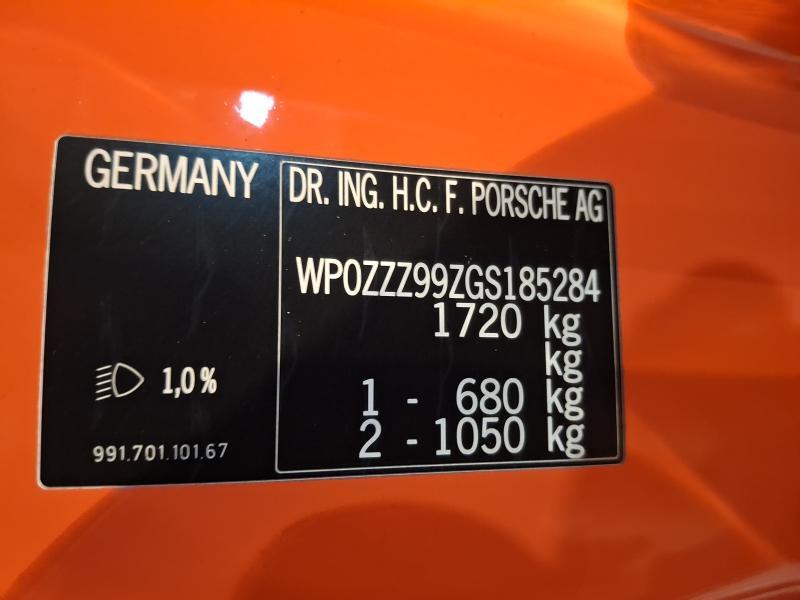 GERMANY
DR. ING. H.C. F. PORSCHE AG
WP0ZZZ99ZGS185284
1720 kg
kg
1 - 680 kg
2 - 1050 kg
1,0 %
991.701.101.67